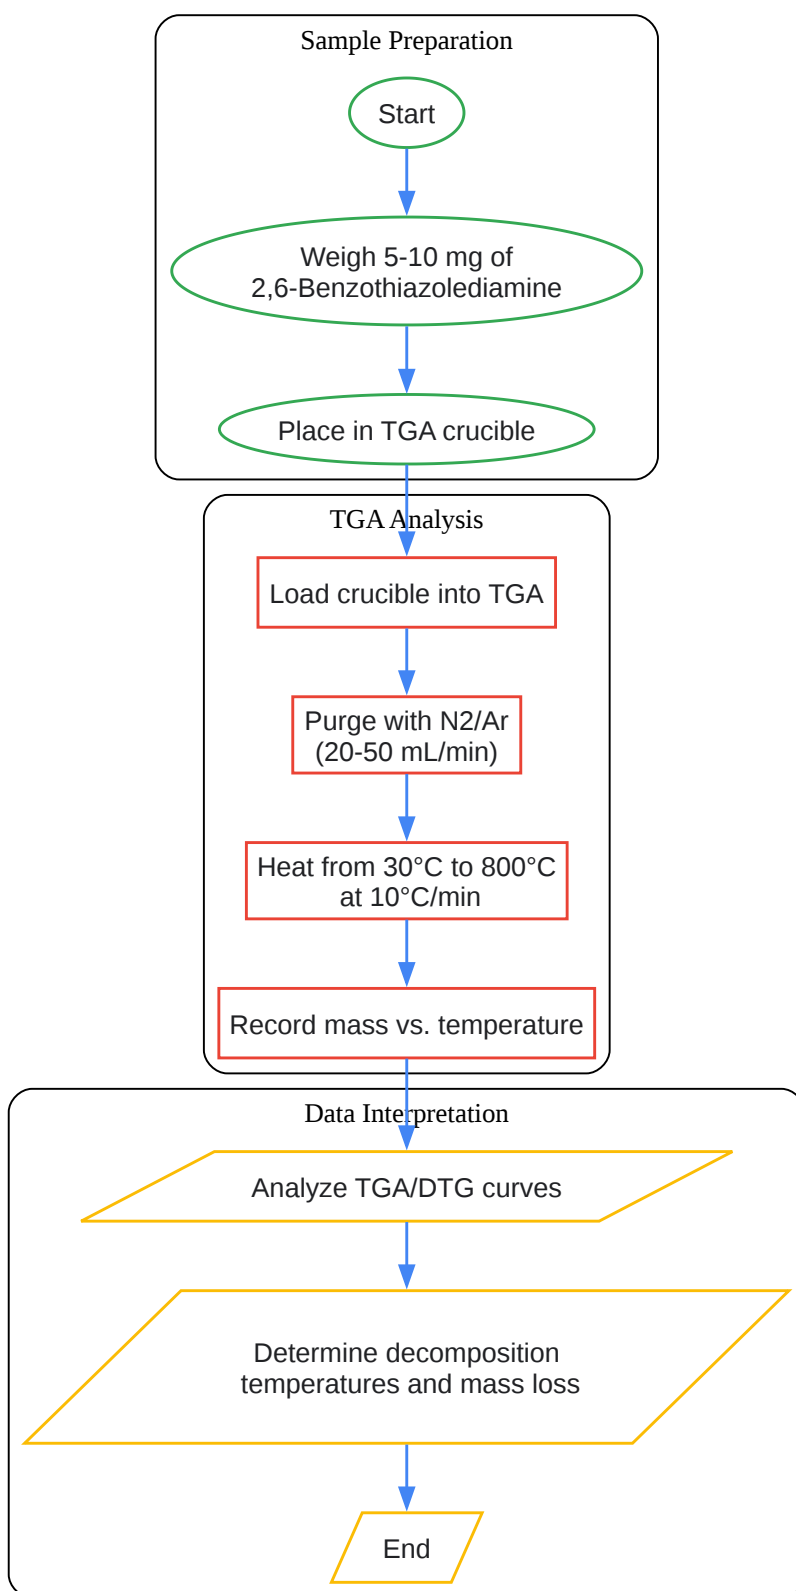 Sample Preparation
Start
Weigh 5-10 mg of
2,6-Benzothiazolediamine
Place in TGA crucible
TGA Analysis
Load crucible into TGA
Purge with N2/Ar
(20-50 mL/min)
Heat from 30°C to 800°C
at 10°C/min
Record mass vs. temperature
Data Interpretation
Analyze TGA/DTG curves
Determine decomposition
temperatures and mass loss
End